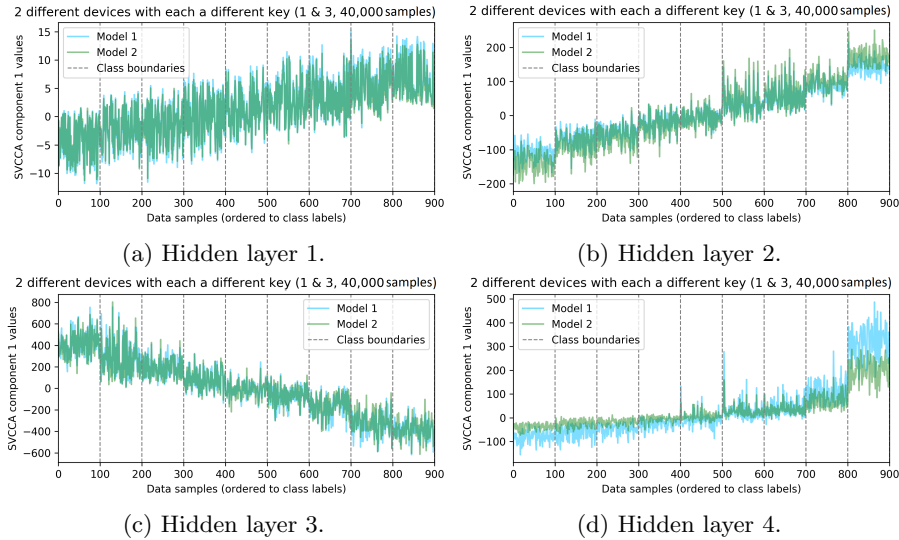 2 different devices with each a different key (1 & 3, 40,000 samples)
SVCCA component 1 values
15
10
5
0
−5
−10
Model 1
Model 2
Class boundaries
0 100 200 300 400 500 600 700 800 900
Data samples (ordered to class labels)
(a) Hidden layer 1.
2 different devices with each a different key (1 & 3, 40,000 samples)
SVCCA component 1 values
200
100
0
−100
−200
Model 1
Model 2
Class boundaries
0 100 200 300 400 500 600 700 800 900
Data samples (ordered to class labels)
(b) Hidden layer 2.
2 different devices with each a different key (1 & 3, 40,000 samples)
SVCCA component 1 values
800
600
400
200
0
−200
−400
−600
Model 1
Model 2
Class boundaries
0 100 200 300 400 500 600 700 800 900
Data samples (ordered to class labels)
(c) Hidden layer 3.
2 different devices with each a different key (1 & 3, 40,000 samples)
SVCCA component 1 values
500
400
300
200
100
0
−100
Model 1
Model 2
Class boundaries
0 100 200 300 400 500 600 700 800 900
Data samples (ordered to class labels)
(d) Hidden layer 4.